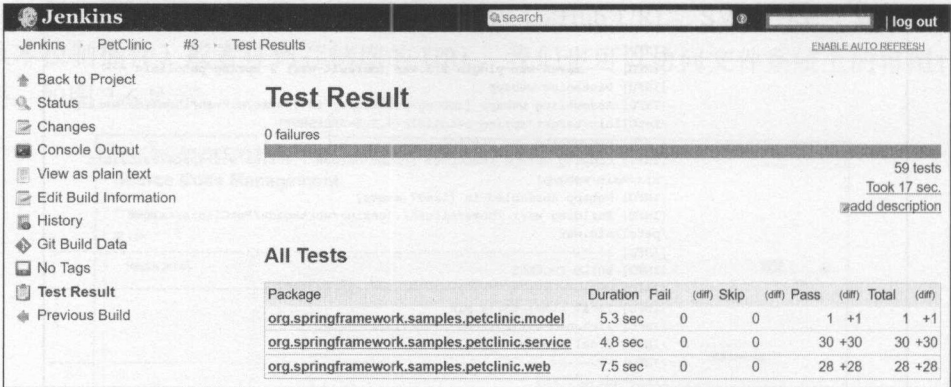 Jenkins
search
| log out
Jenkins PetClinic #3 Test Results
ENABLE AUTO REFRESH
Back to Project
Status
Changes
Console Output
View as plain text
Edit Build Information
History
Git Build Data
No Tags
Test Result
Previous Build
Test Result
0 failures
59 tests
Took 17 sec.
add description
All Tests
Package Duration Fail (diff) Skip (diff) Pass (diff) Total (diff)
org.springframework.samples.petclinic.model 5.3 sec 0 0 1 +1 1 +1
org.springframework.samples.petclinic.service 4.8 sec 0 0 30 +30 30 +30
org.springframework.samples.petclinic.web 7.5 sec 0 0 28 +28 28 +28